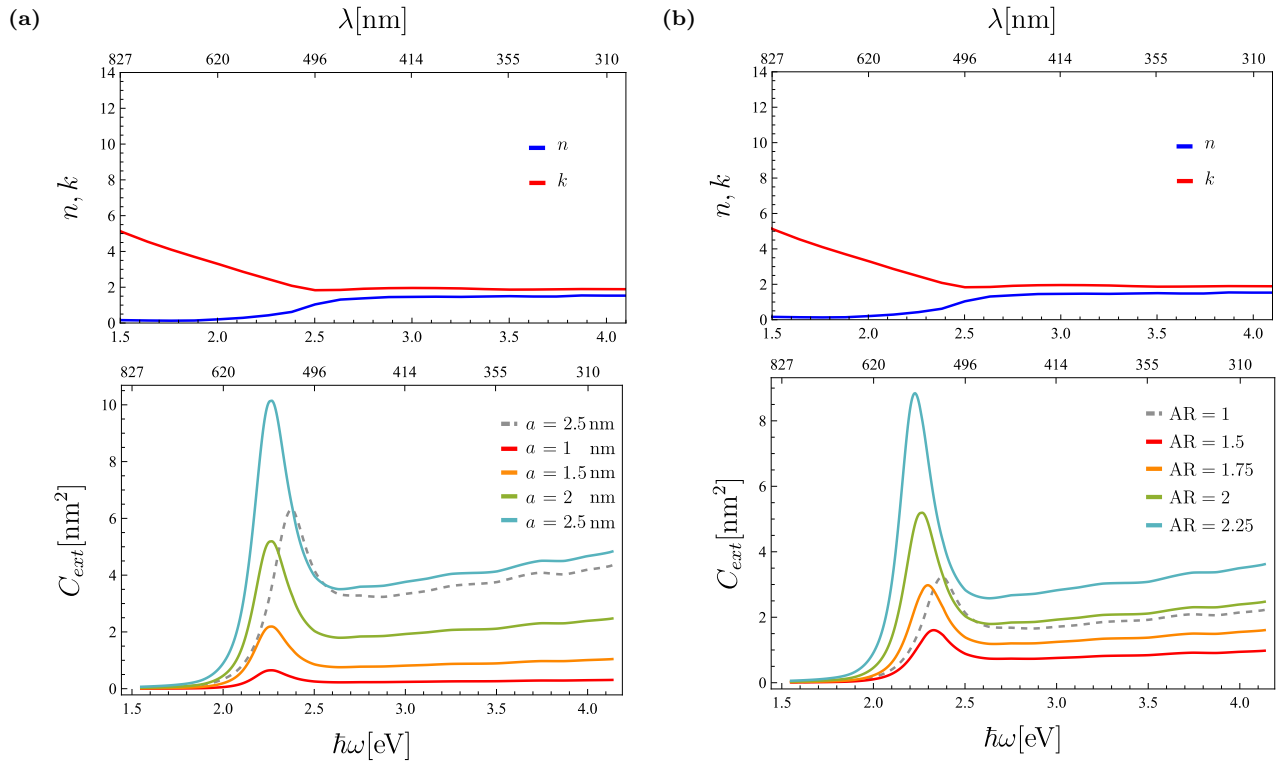 (a)
λ[nm]
827 620 496 414 355 310
14
12
10
8
6
4
2
0
n, k
n
k
1.5 2.0 2.5 3.0 3.5 4.0
827 620 496 414 355 310
10
8
6
4
2
0
C_ext[nm²]
a = 2.5 nm
a = 1 nm
a = 1.5 nm
a = 2 nm
a = 2.5 nm
1.5 2.0 2.5 3.0 3.5 4.0
ħω[eV]
(b)
λ[nm]
827 620 496 414 355 310
14
12
10
8
6
4
2
0
n, k
n
k
1.5 2.0 2.5 3.0 3.5 4.0
827 620 496 414 355 310
8
6
4
2
0
C_ext[nm²]
AR = 1
AR = 1.5
AR = 1.75
AR = 2
AR = 2.25
1.5 2.0 2.5 3.0 3.5 4.0
ħω[eV]